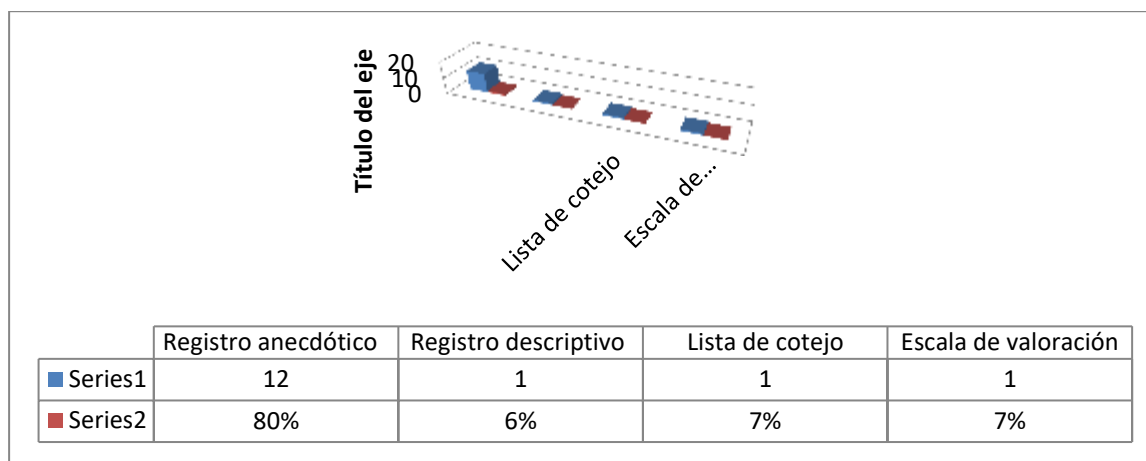 Título del eje
20
10
0
Lista de cotejo
Escala de...
Registro anecdótico Registro descriptivo Lista de cotejo Escala de valoración
Series1 12 1 1 1
Series2 80% 6% 7% 7%